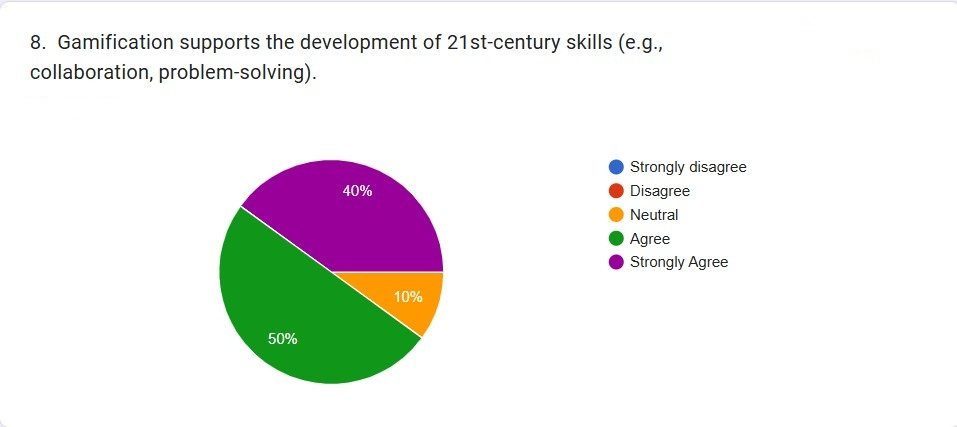 8. Gamification supports the development of 21st-century skills (e.g.,
collaboration, problem-solving).
40%
10%
50%
Strongly disagree
Disagree
Neutral
Agree
Strongly Agree